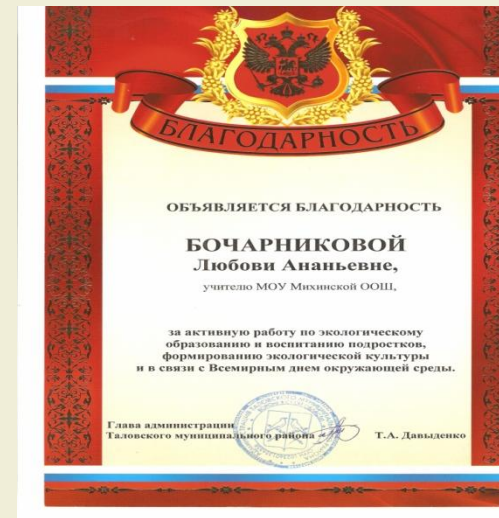 БЛАГОДАРНОСТЬ
ОБЪЯВЛЯЕТСЯ БЛАГОДАРНОСТЬ
БОЧАРНИКОВОЙ
Любови Ананьевне,
учителю МОУ Михинской ООШ,
за активную работу по экологическому
образованию и воспитанию подростков,
формированию экологической культуры
и в связи с Всемирным днем окружающей среды.
Глава администрации
Таловского муниципального района Т.А. Давыденко